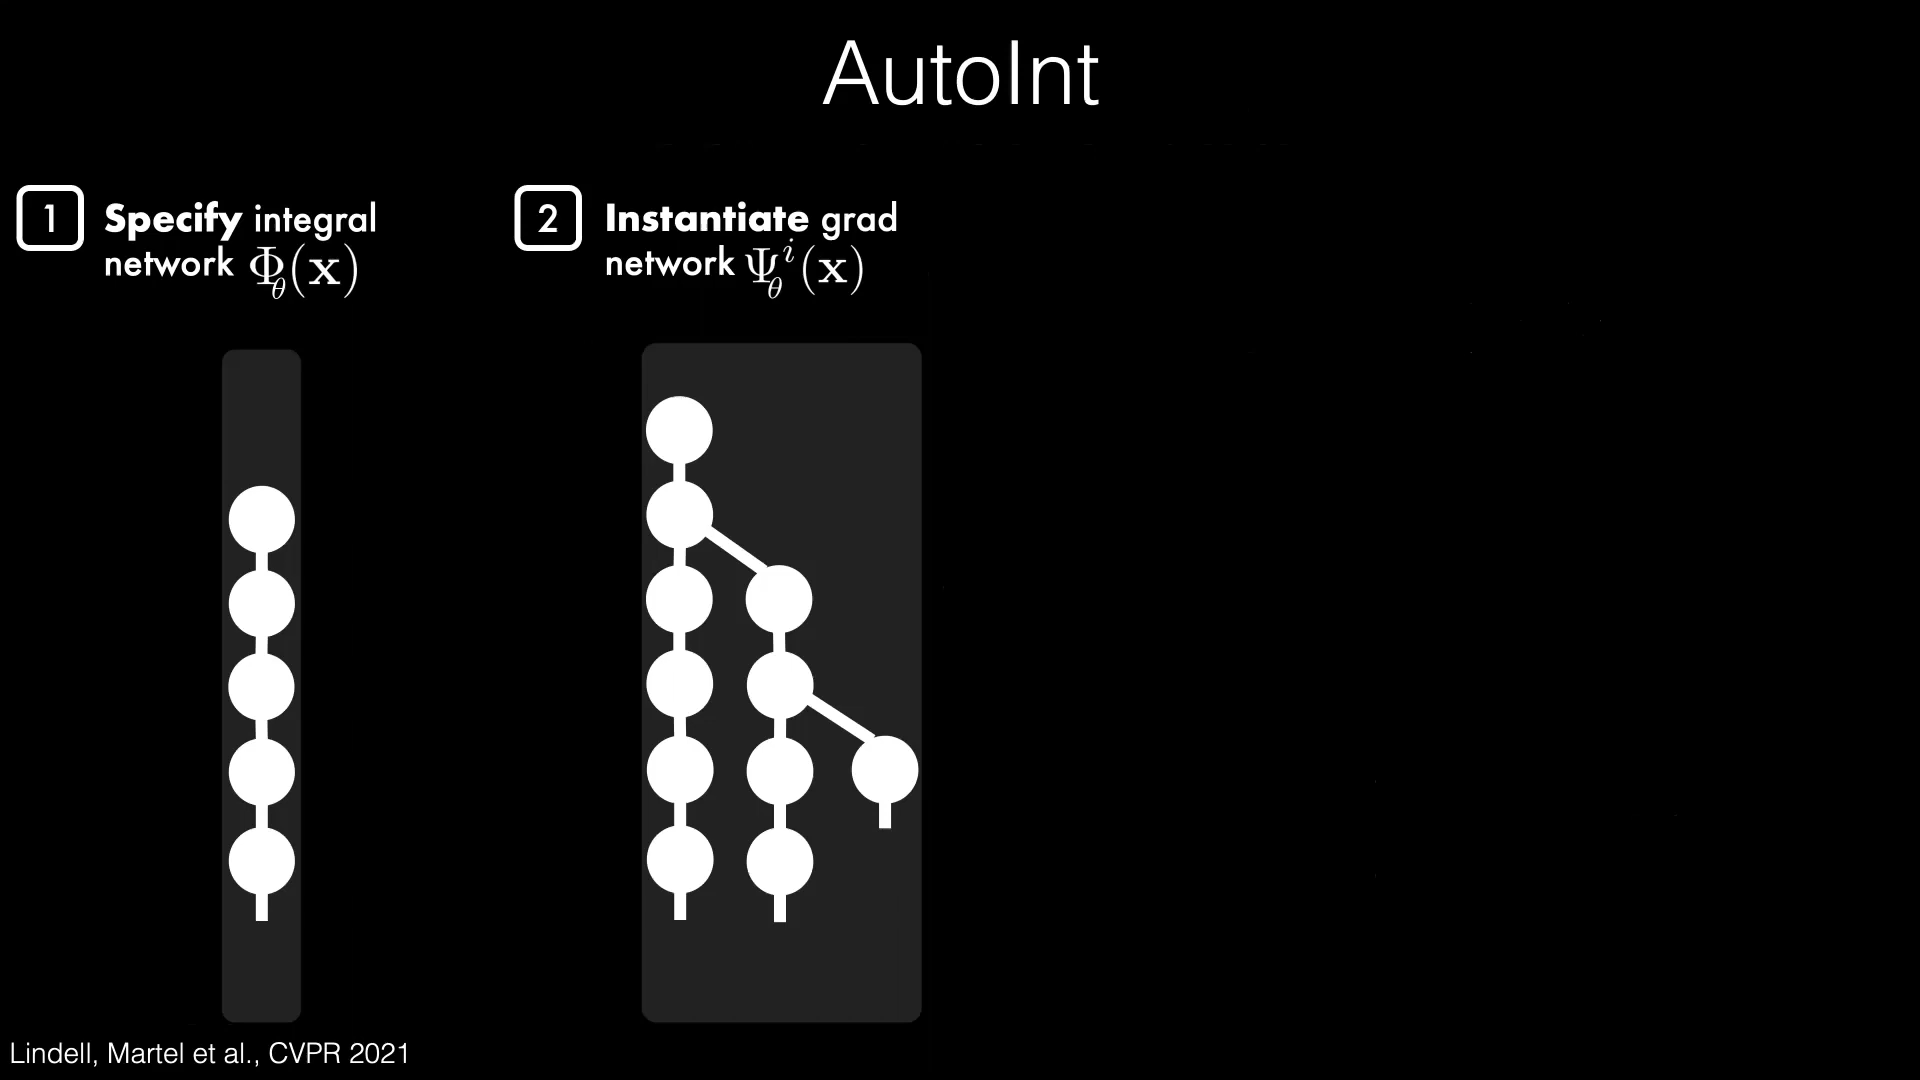 AutoInt
1
Specify integral
network Φθ(x)
2
Instantiate grad
network Ψθⁱ(x)
Lindell, Martel et al., CVPR 2021